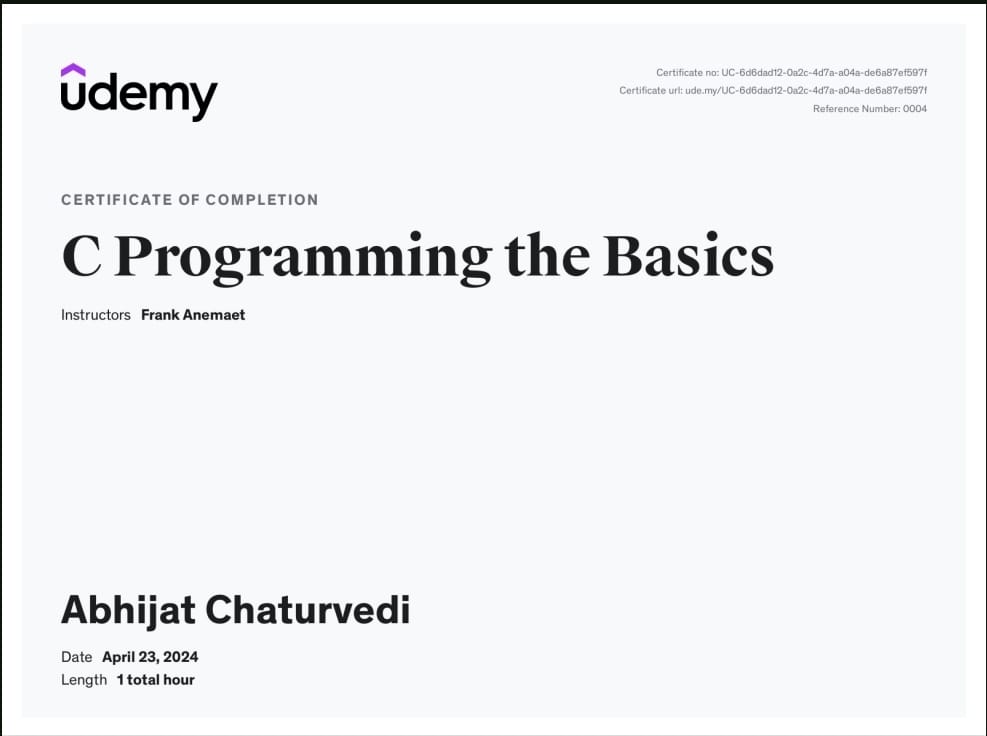 udemy
Certificate no: UC-6d6dad12-0a2c-4d7a-a04a-de6a87ef597f
Certificate url: ude.my/UC-6d6dad12-0a2c-4d7a-a04a-de6a87ef597f
Reference Number: 0004
CERTIFICATE OF COMPLETION
C Programming the Basics
Instructors Frank Anemaet
Abhijat Chaturvedi
Date April 23, 2024
Length 1 total hour